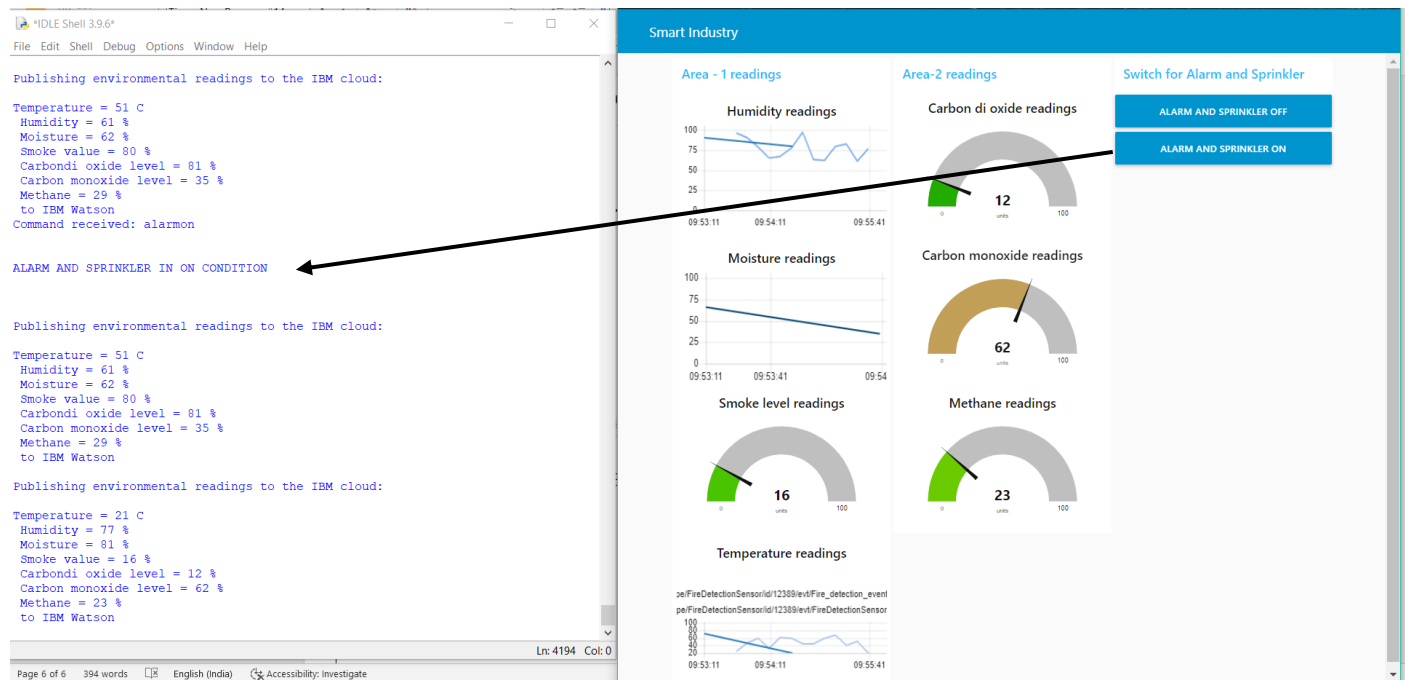 *IDLE Shell 3.9.6*
File Edit Shell Debug Options Window Help
Publishing environmental readings to the IBM cloud:
Temperature = 51 C
Humidity = 61 %
Moisture = 62 %
Smoke value = 80 %
Carbondi oxide level = 81 %
Carbon monoxide level = 35 %
Methane = 29 %
to IBM Watson
Command received: alarmon
ALARM AND SPRINKLER IN ON CONDITION
Publishing environmental readings to the IBM cloud:
Temperature = 51 C
Humidity = 61 %
Moisture = 62 %
Smoke value = 80 %
Carbondi oxide level = 81 %
Carbon monoxide level = 35 %
Methane = 29 %
to IBM Watson
Publishing environmental readings to the IBM cloud:
Temperature = 21 C
Humidity = 77 %
Moisture = 81 %
Smoke value = 16 %
Carbondi oxide level = 12 %
Carbon monoxide level = 62 %
Methane = 23 %
to IBM Watson
Ln: 4194 Col: 0
Page 6 of 6 394 words English (India) Accessibility: Investigate
Smart Industry
Area - 1 readings
Humidity readings
100
75
50
25
0
09:53:11 09:54:11 09:55:41
Moisture readings
100
75
50
25
0
09:53:11 09:53:41 09:54
Smoke level readings
16
0 units 100
Temperature readings
pe/FireDetectionSensor/id/12389/evt/Fire_detection_event
pe/FireDetectionSensor/id/12389/evt/FireDetectionSensor
100
80
60
40
20
09:53:11 09:54:11 09:55:41
Area-2 readings
Carbon di oxide readings
12
0 units 100
Carbon monoxide readings
62
0 units 100
Methane readings
23
0 units 100
Switch for Alarm and Sprinkler
ALARM AND SPRINKLER OFF
ALARM AND SPRINKLER ON